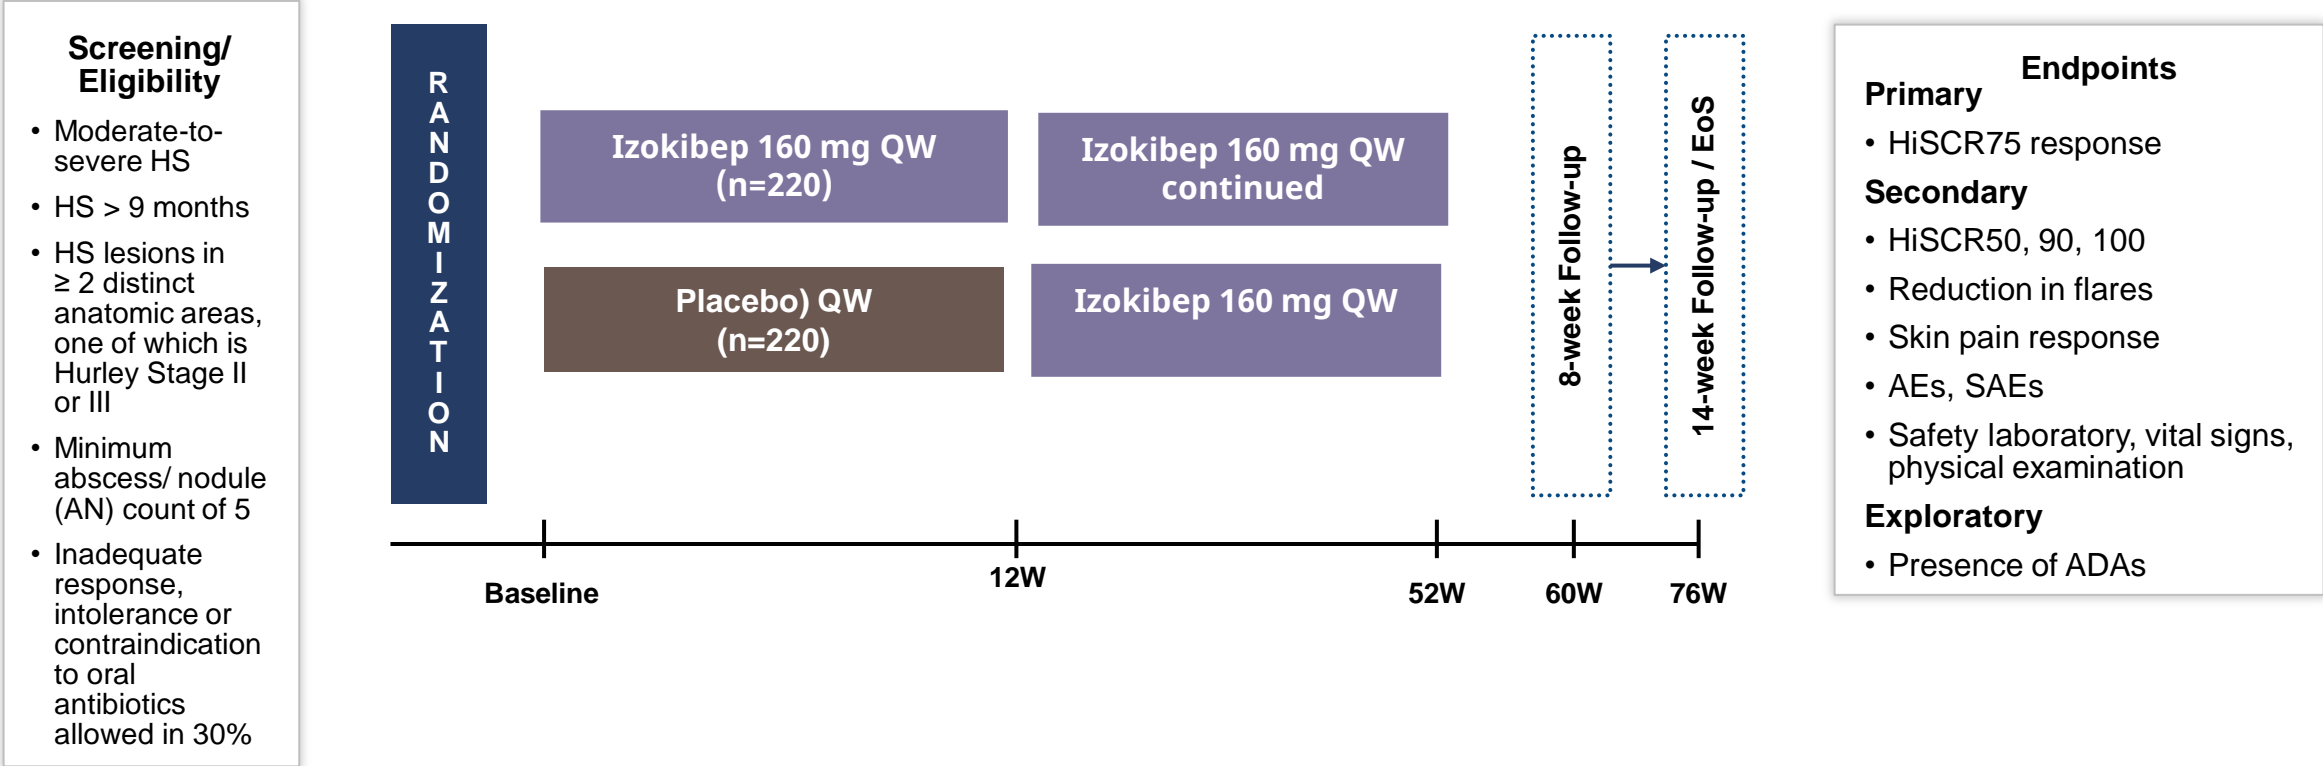 Screening/
Eligibility
• Moderate-to-
severe HS
• HS > 9 months
• HS lesions in
≥ 2 distinct
anatomic areas,
one of which is
Hurley Stage II
or III
• Minimum
abscess/ nodule
(AN) count of 5
• Inadequate
response,
intolerance or
contraindication
to oral
antibiotics
allowed in 30%
R
A
N
D
O
M
I
Z
A
T
I
O
N
Izokibep 160 mg QW
(n=220)
Izokibep 160 mg QW
continued
Placebo) QW
(n=220)
Izokibep 160 mg QW
8-week Follow-up
14-week Follow-up / EoS
Baseline
12W
52W
60W
76W
Endpoints
Primary
• HiSCR75 response
Secondary
• HiSCR50, 90, 100
• Reduction in flares
• Skin pain response
• AEs, SAEs
• Safety laboratory, vital signs,
physical examination
Exploratory
• Presence of ADAs